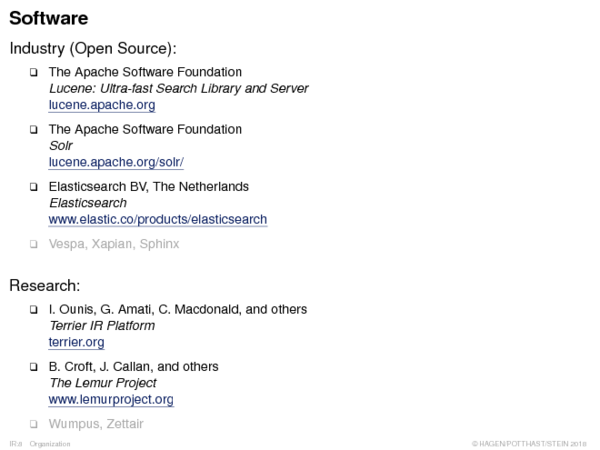 Software
Industry (Open Source):
❑ The Apache Software Foundation
Lucene: Ultra-fast Search Library and Server
lucene.apache.org
❑ The Apache Software Foundation
Solr
lucene.apache.org/solr/
❑ Elasticsearch BV, The Netherlands
Elasticsearch
www.elastic.co/products/elasticsearch
❑ Vespa, Xapian, Sphinx
Research:
❑ I. Ounis, G. Amati, C. Macdonald, and others
Terrier IR Platform
terrier.org
❑ B. Croft, J. Callan, and others
The Lemur Project
www.lemurproject.org
❑ Wumpus, Zettair
IR:8 Organization © HAGEN/POTTHAST/STEIN 2018